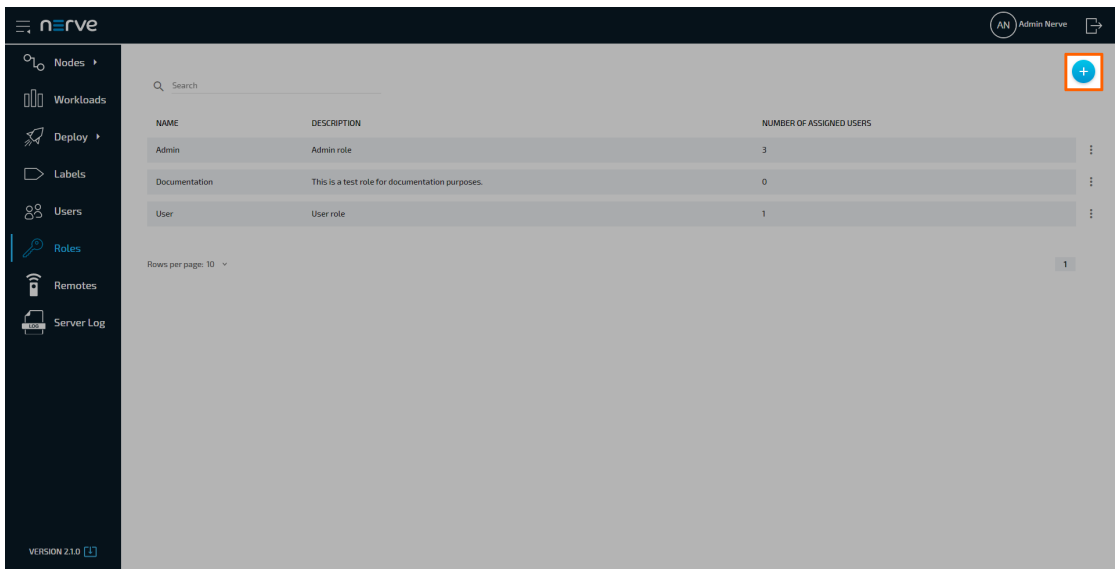 nerve
AN Admin Nerve
Nodes
Workloads
Deploy
Labels
Users
Roles
Remotes
LOG Server Log
VERSION 2.1.0
+
Search
NAME DESCRIPTION NUMBER OF ASSIGNED USERS
Admin Admin role 3
Documentation This is a test role for documentation purposes. 0
User User role 1
Rows per page: 10 1